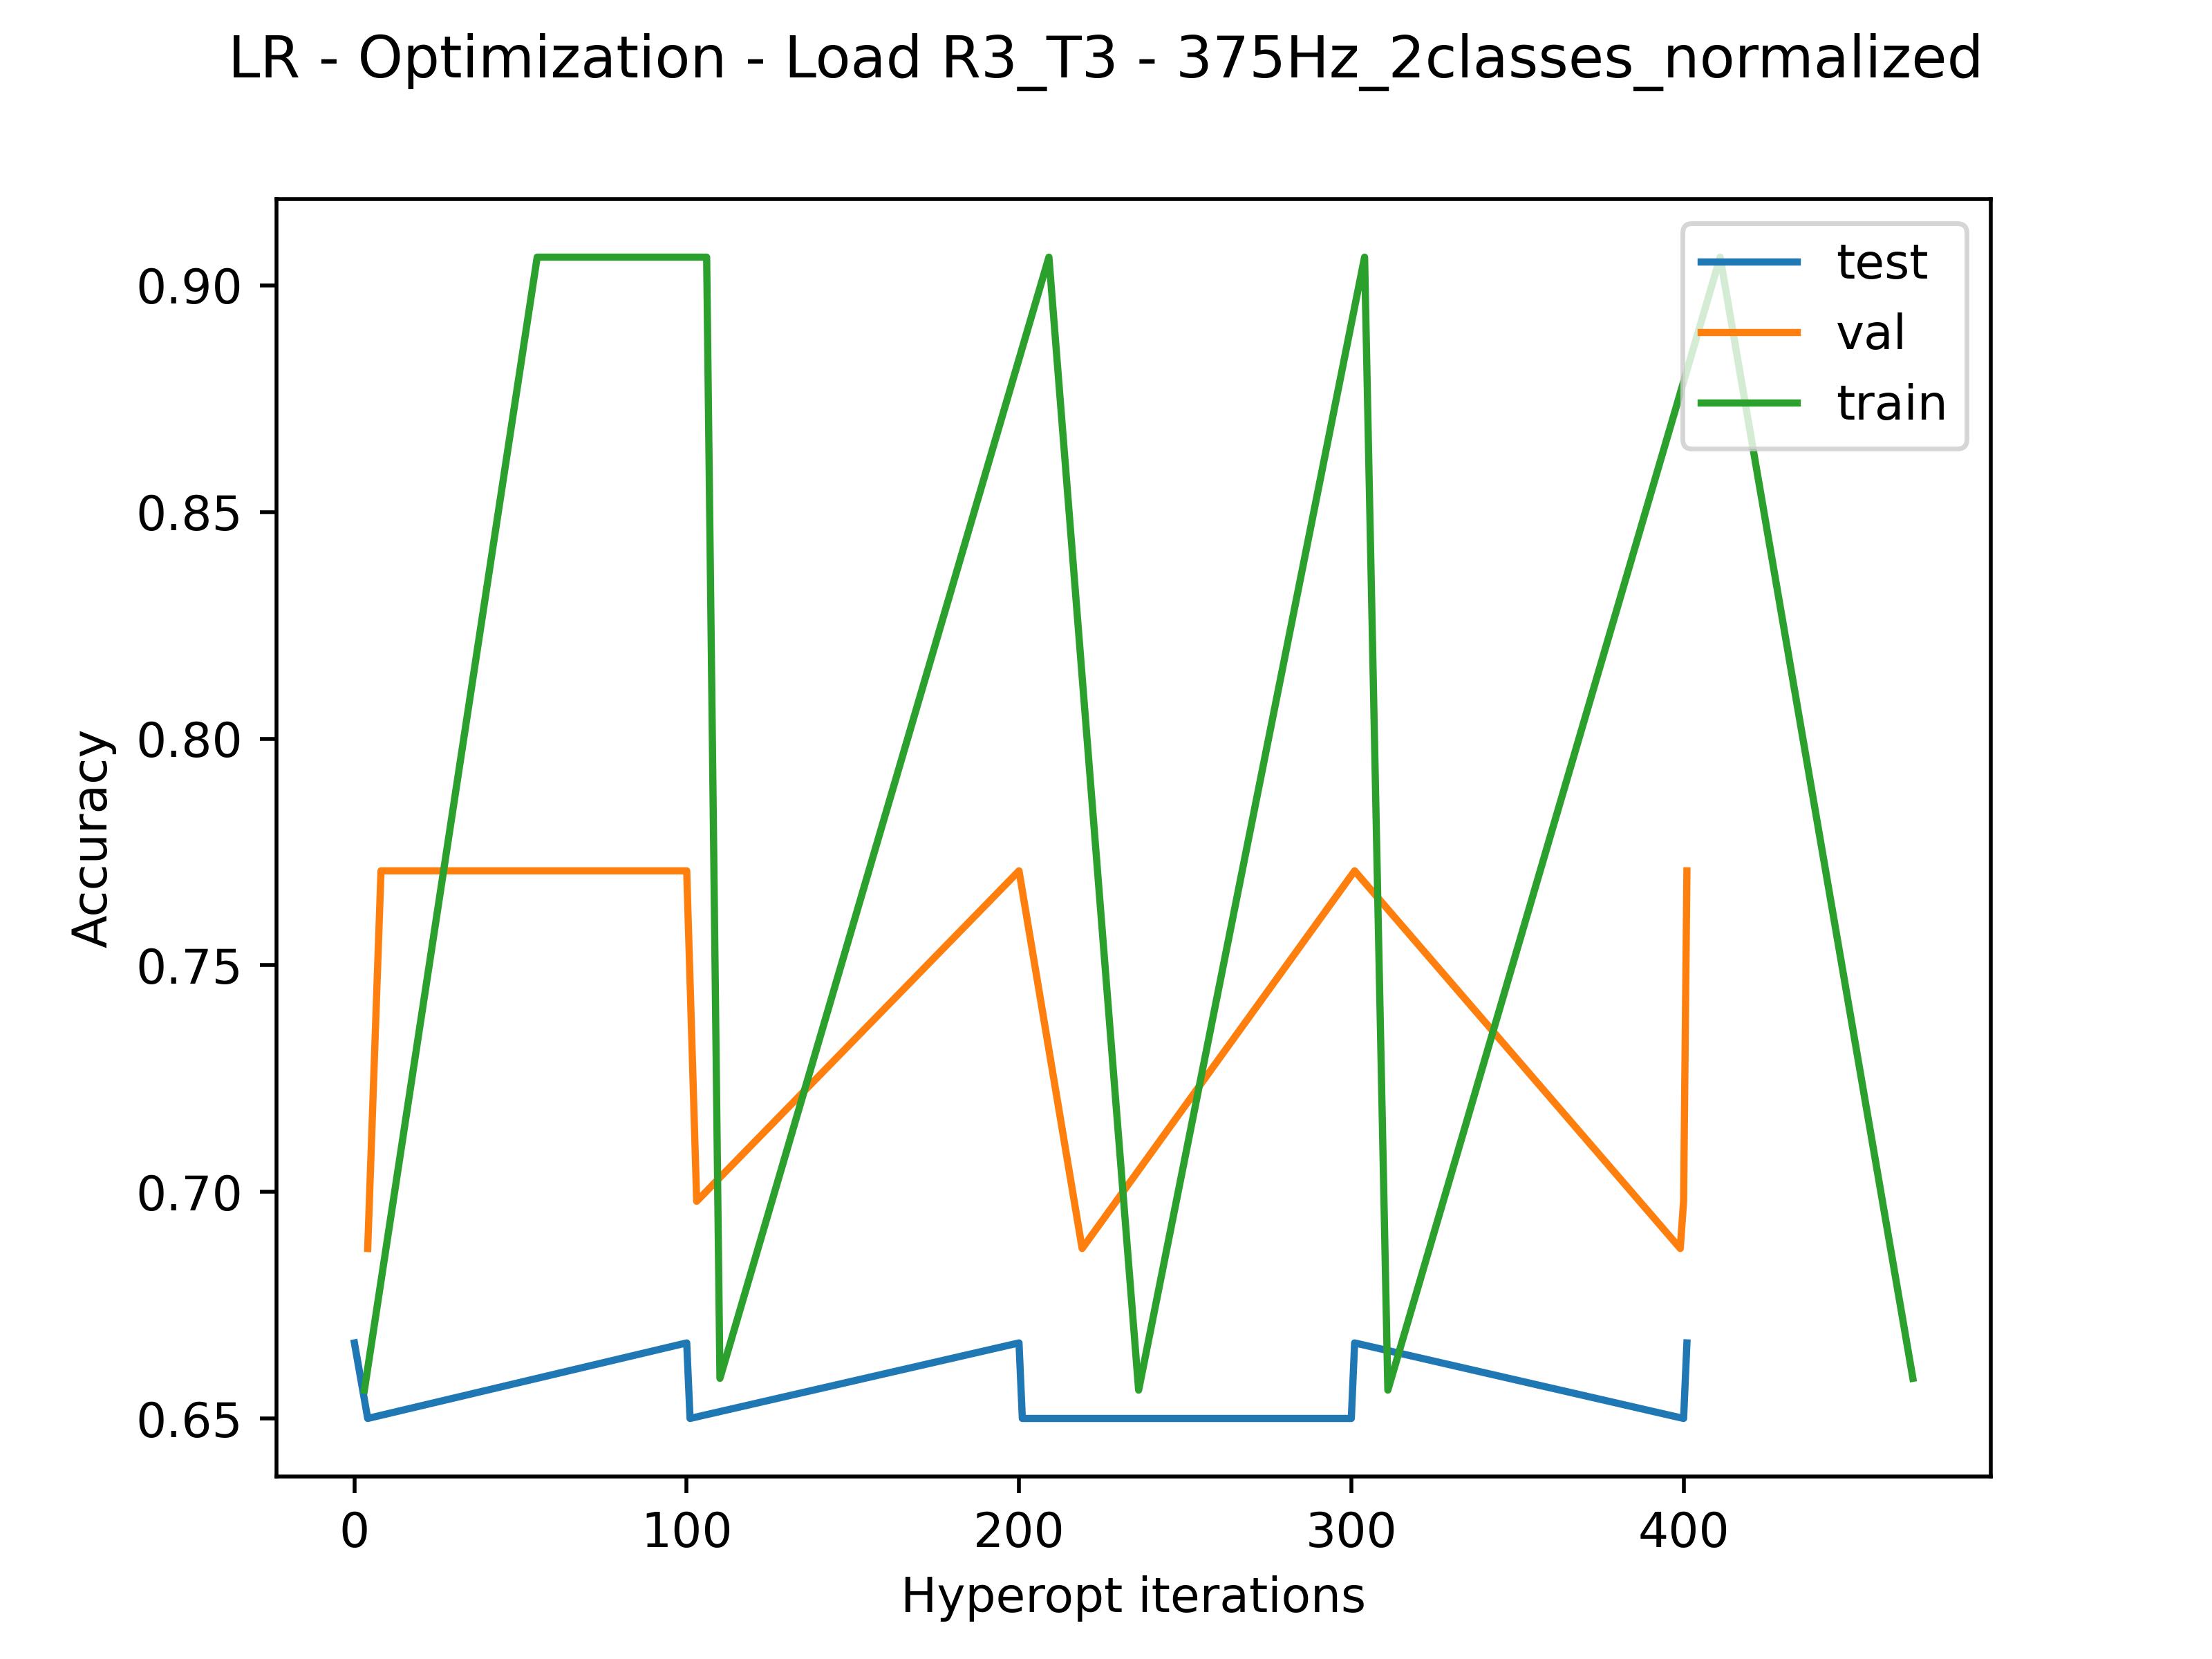 LR - Optimization - Load R3_T3 - 375Hz_2classes_normalized
test
val
train
Accuracy
0.90
0.85
0.80
0.75
0.70
0.65
0 100 200 300 400
Hyperopt iterations